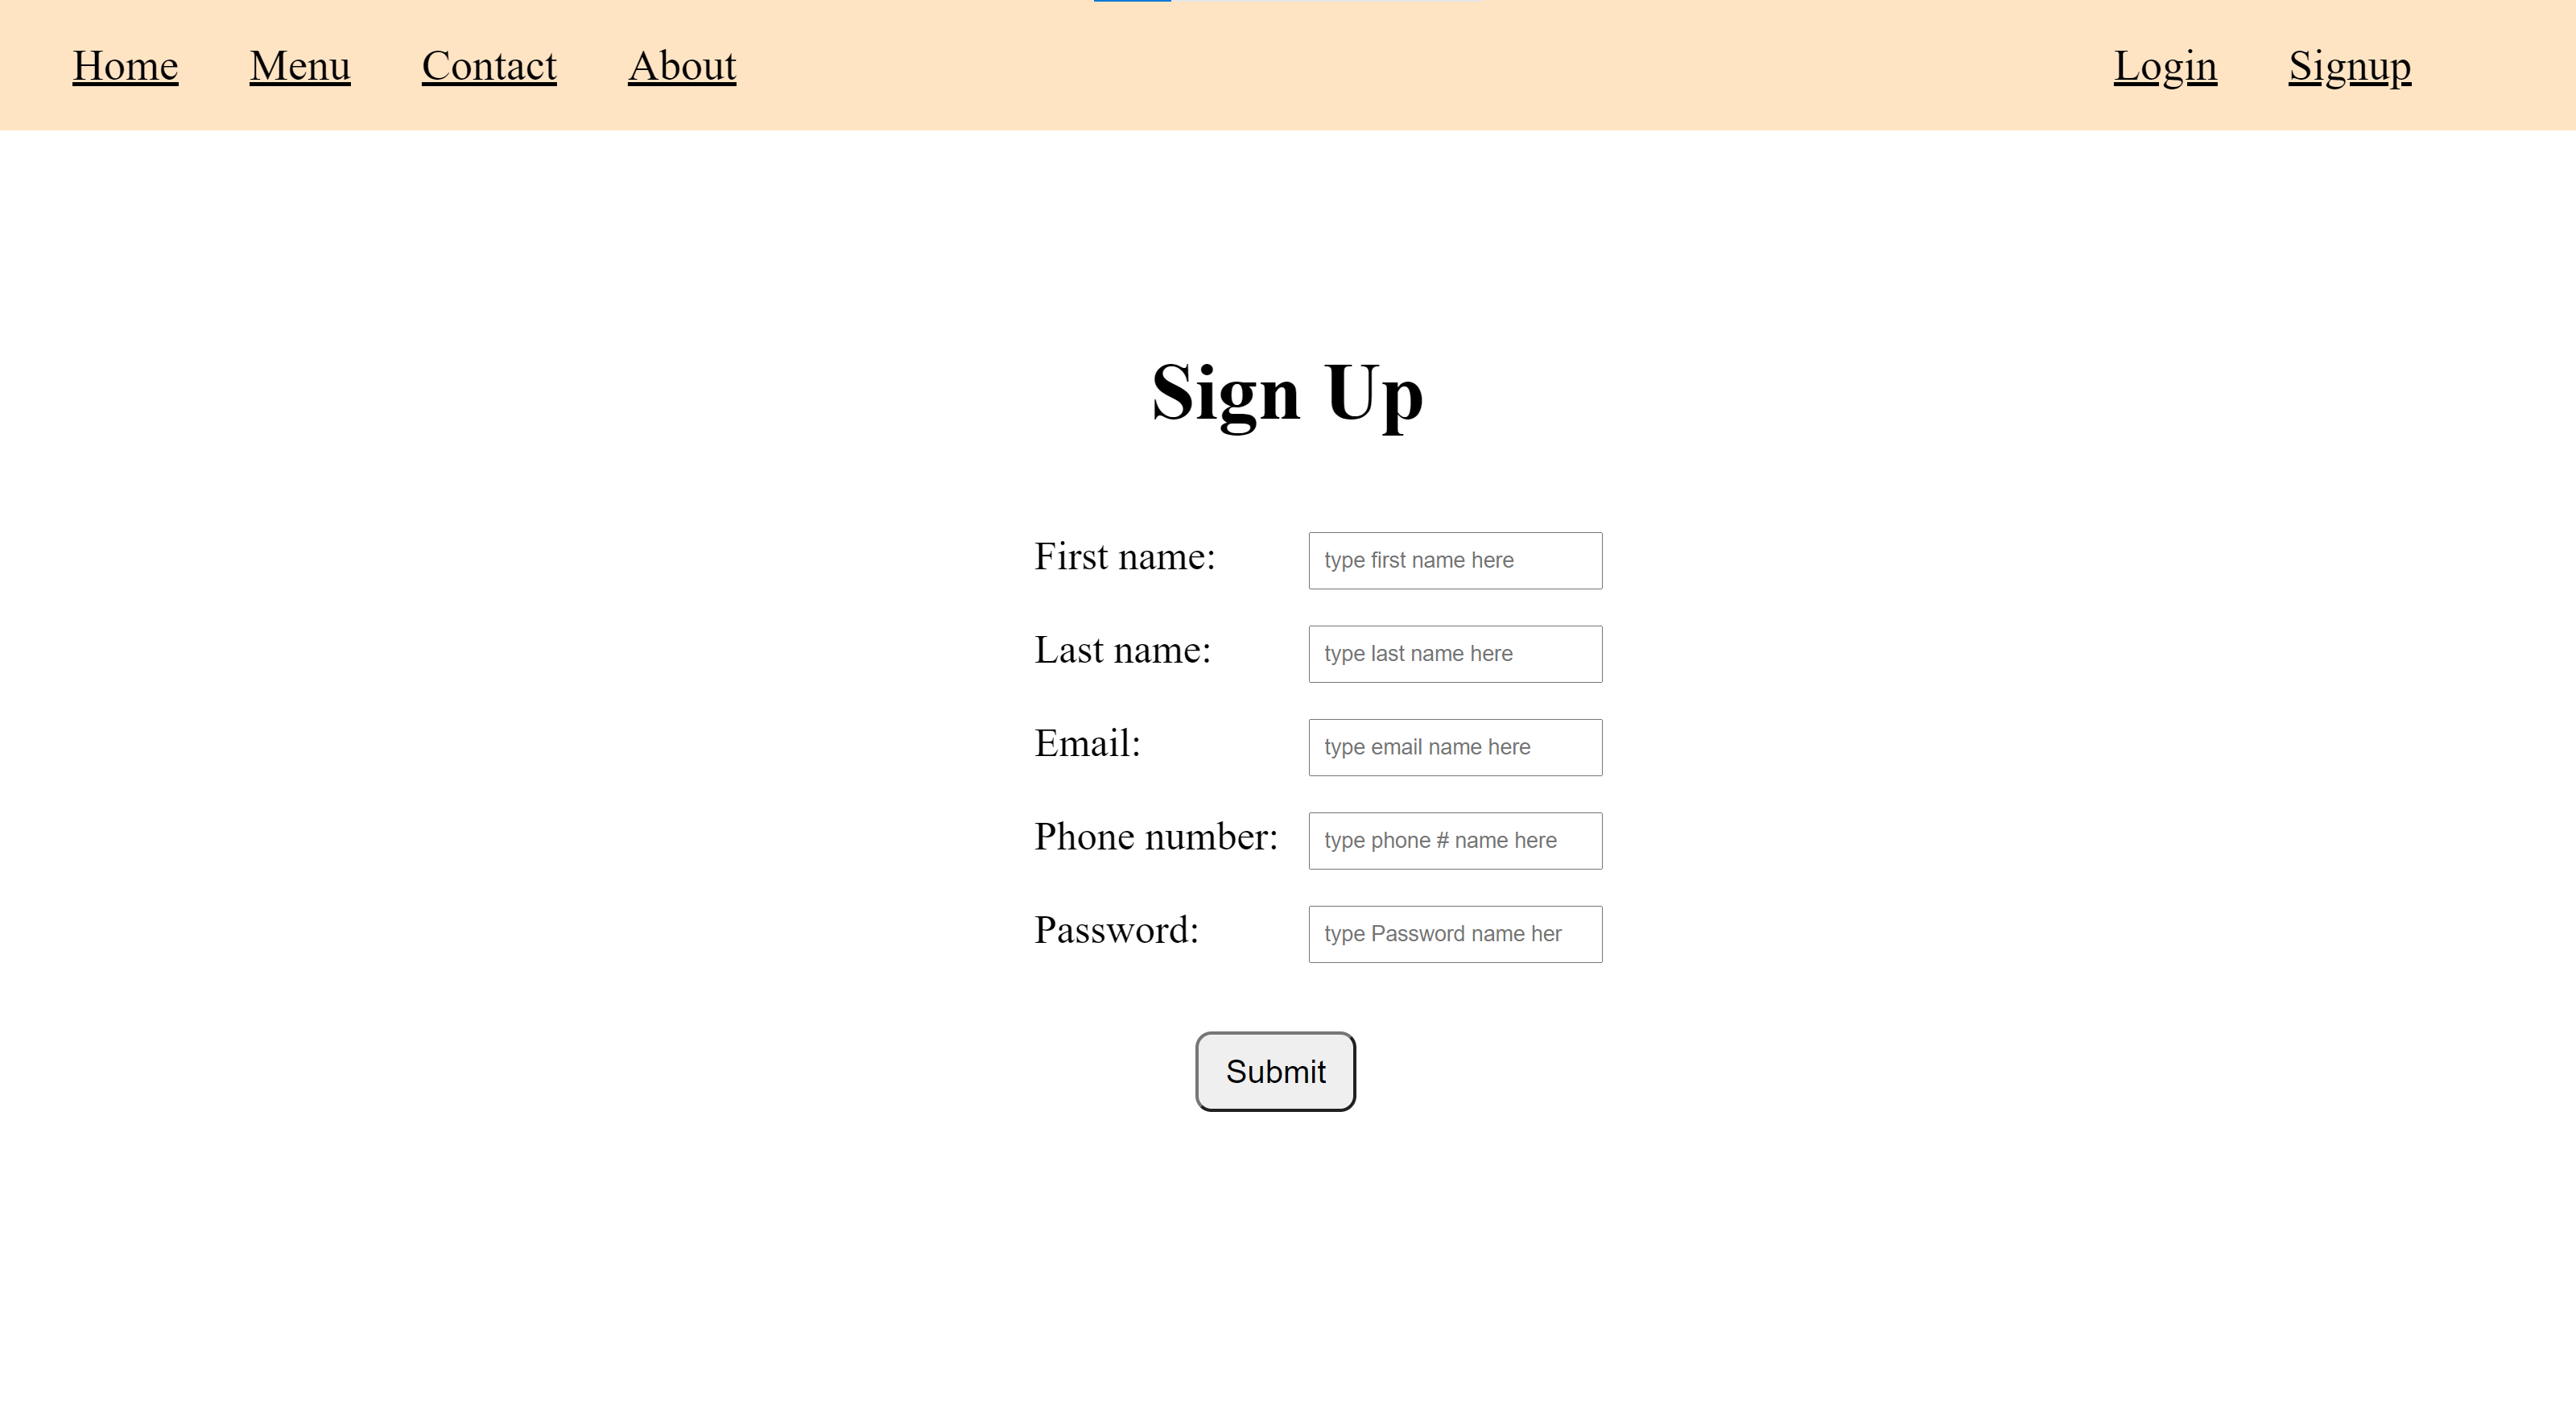 Home Menu Contact About Login Signup
Sign Up
First name: type first name here
Last name: type last name here
Email: type email name here
Phone number: type phone # name here
Password: type Password name her
Submit